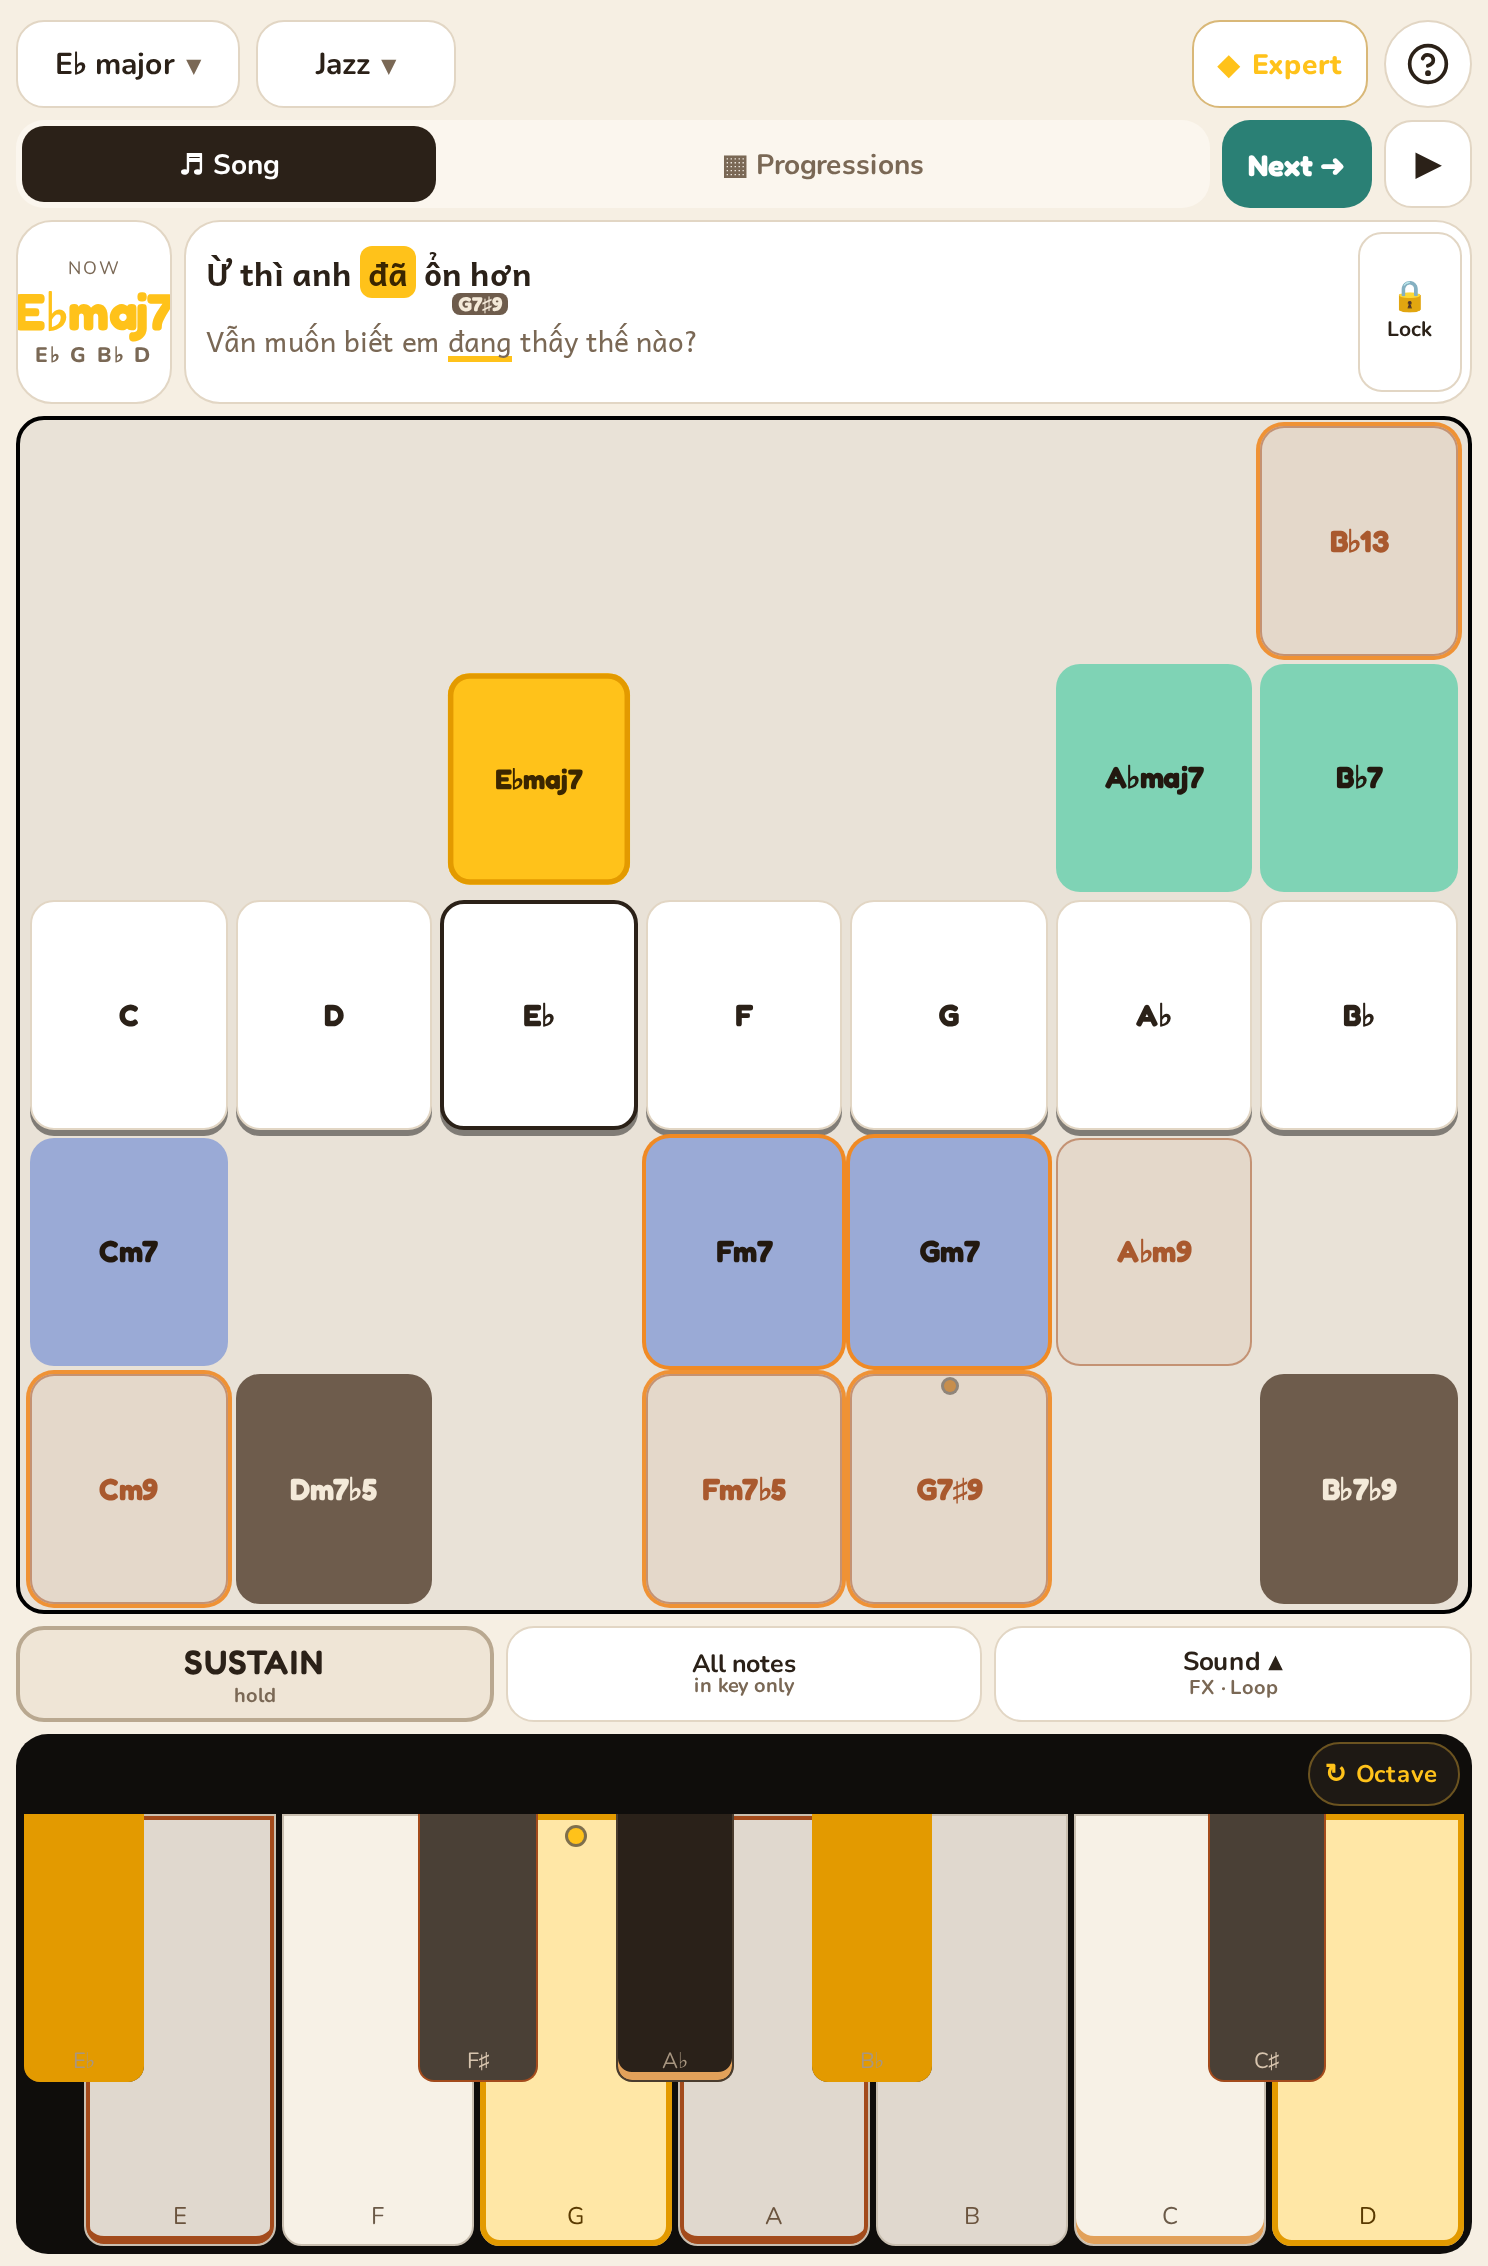 E♭ major ▾
Jazz ▾
◆ Expert
?
♬ Song
▦ Progressions
Next ➜
▶
NOW
E♭maj7
E♭ G B♭ D
Ừ thì anh đã ổn hơn
G7♯9
Vẫn muốn biết em đang thấy thế nào?
🔒
Lock
B♭13
E♭maj7
A♭maj7
B♭7
C
D
E♭
F
G
A♭
B♭
Cm7
Fm7
Gm7
A♭m9
Cm9
Dm7♭5
Fm7♭5
G7♯9
B♭7♭9
SUSTAIN
hold
All notes
in key only
Sound ▴
FX · Loop
↻ Octave
E♭
F♯
A♭
B♭
C♯
E
F
G
A
B
C
D